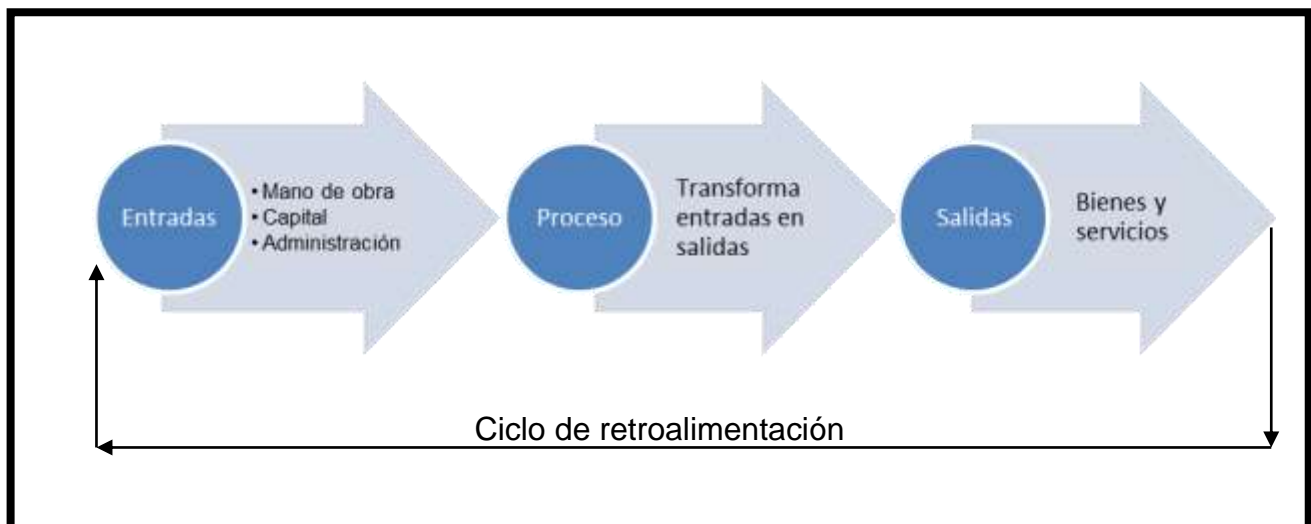 Entradas
• Mano de obra
• Capital
• Administración
Proceso
Transforma
entradas en
salidas
Salidas
Bienes y
servicios
Ciclo de retroalimentación